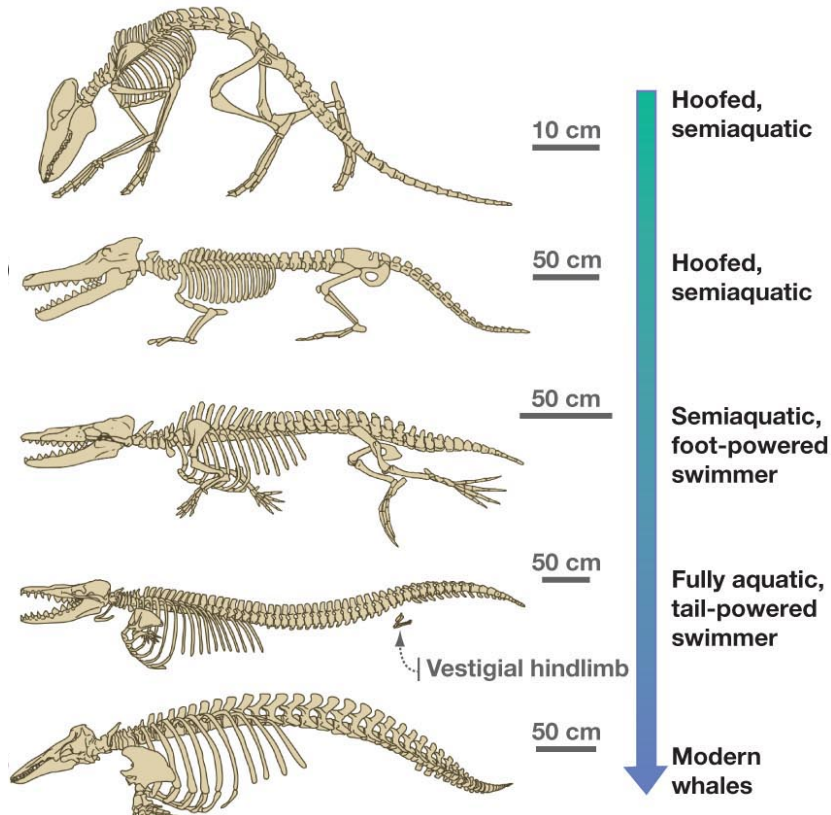 10 cm
Hoofed,
semiaquatic
50 cm
Hoofed,
semiaquatic
50 cm
Semiaquatic,
foot-powered
swimmer
50 cm
Fully aquatic,
tail-powered
swimmer
Vestigial hindlimb
50 cm
Modern
whales